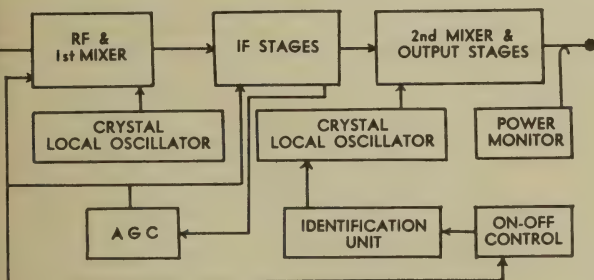 RF &
1st MIXER
IF STAGES
2nd MIXER &
OUTPUT STAGES
CRYSTAL
LOCAL OSCILLATOR
CRYSTAL
LOCAL OSCILLATOR
POWER
MONITOR
AGC
IDENTIFICATION
UNIT
ON-OFF
CONTROL